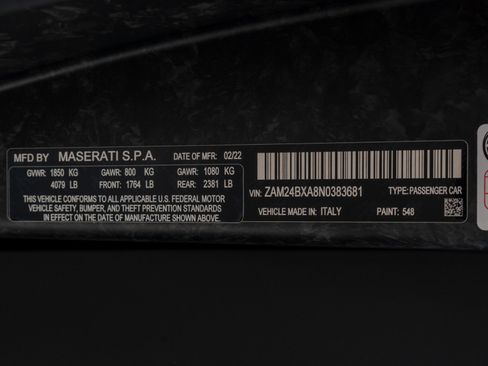 MFD BY MASERATI S.P.A. DATE OF MFR: 02/22
GVWR: 1850 KG GAWR: 800 KG GAWR: 1080 KG
4079 LB FRONT: 1764 LB REAR: 2381 LB
THIS VEHICLE CONFORMS TO ALL APPLICABLE U.S. FEDERAL MOTOR
VEHICLE SAFETY, BUMPER, AND THEFT PREVENTION STANDARDS
IN EFFECT ON THE DATE OF MANUFACTURE SHOWN ABOVE.
VIN: ZAM24BXA8N0383681 TYPE: PASSENGER CAR
VEHICLE MADE IN: ITALY PAINT: 548